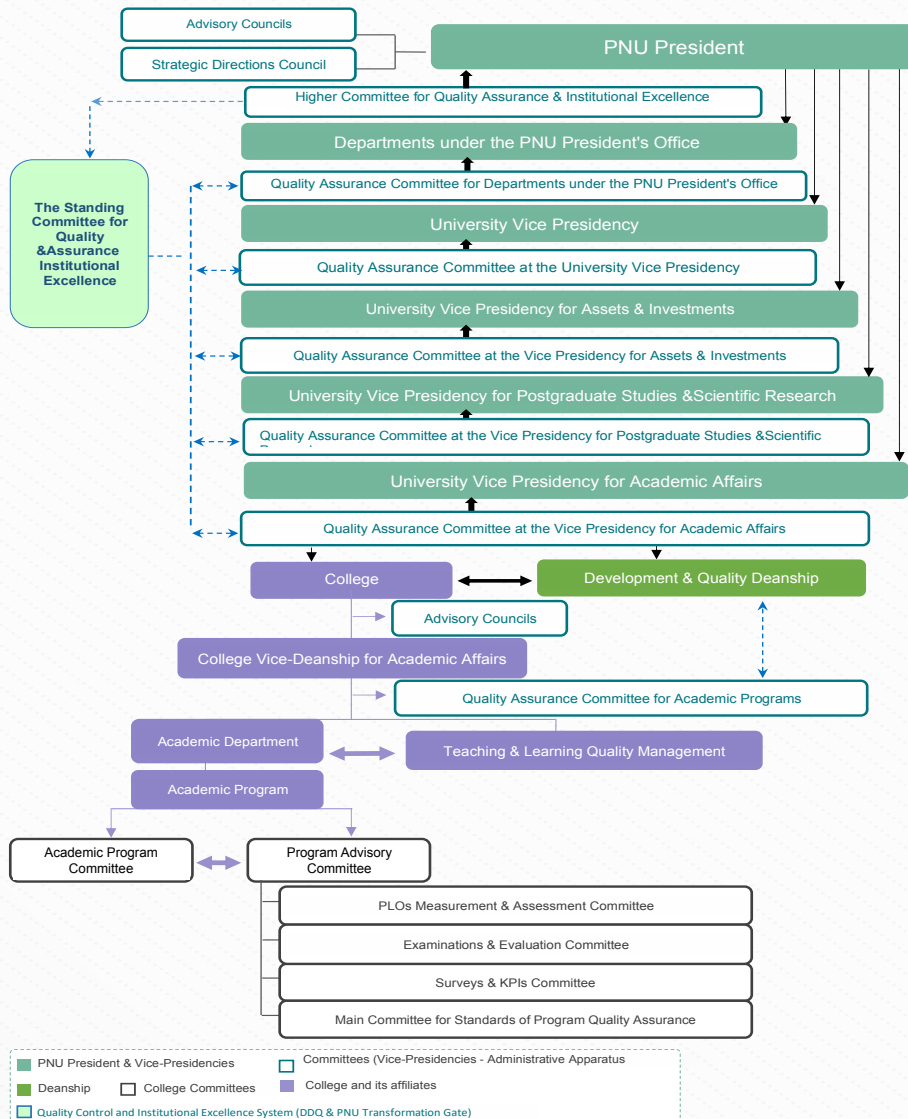 Advisory Councils
PNU President
Strategic Directions Council
Higher Committee for Quality Assurance & Institutional Excellence
Departments under the PNU President's Office
The Standing
Committee for
Quality
&Assurance
Institutional
Excellence
Quality Assurance Committee for Departments under the PNU President's Office
University Vice Presidency
Quality Assurance Committee at the University Vice Presidency
University Vice Presidency for Assets & Investments
Quality Assurance Committee at the Vice Presidency for Assets & Investments
University Vice Presidency for Postgraduate Studies &Scientific Research
Quality Assurance Committee at the Vice Presidency for Postgraduate Studies &Scientific
University Vice Presidency for Academic Affairs
Quality Assurance Committee at the Vice Presidency for Academic Affairs
College
Development & Quality Deanship
Advisory Councils
College Vice-Deanship for Academic Affairs
Quality Assurance Committee for Academic Programs
Academic Department
Teaching & Learning Quality Management
Academic Program
Academic Program
Committee
Program Advisory
Committee
PLOs Measurement & Assessment Committee
Examinations & Evaluation Committee
Surveys & KPIs Committee
Main Committee for Standards of Program Quality Assurance
PNU President & Vice-Presidencies
Committees (Vice-Presidencies - Administrative Apparatus
Deanship
College Committees
College and its affiliates
Quality Control and Institutional Excellence System (DDQ & PNU Transformation Gate)